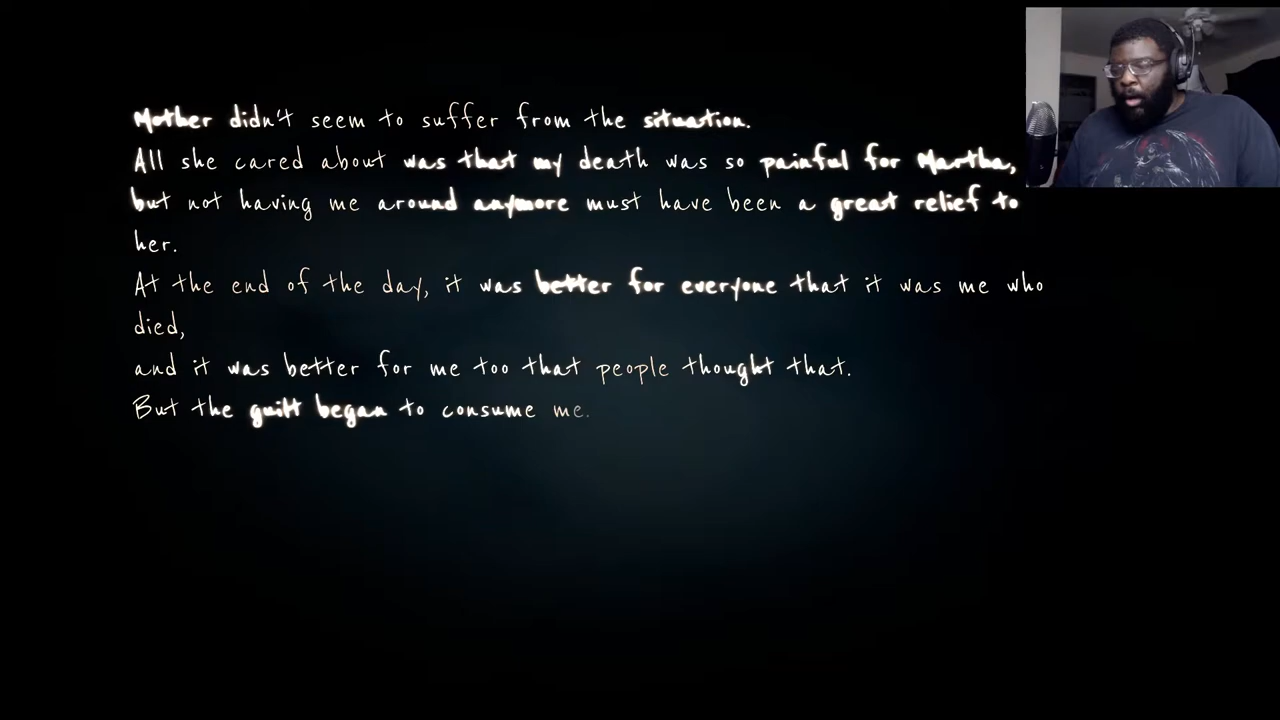 Mother didn't seem to suffer from the situation.
All she cared about was that my death was so painful for Martha,
but not having me around anymore must have been a great relief to
her.
At the end of the day, it was better for everyone that it was me who
died,
and it was better for me too that people thought that.
But the guilt began to consume me.